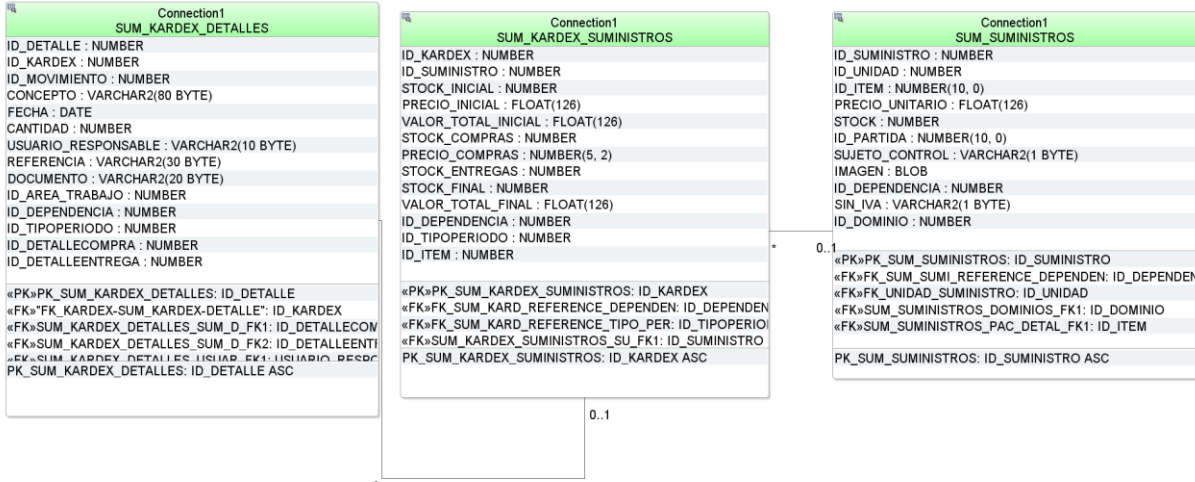 Connection1
SUM_KARDEX_DETALLES
ID_DETALLE : NUMBER
ID_KARDEX : NUMBER
ID_MOVIMIENTO : NUMBER
CONCEPTO : VARCHAR2(80 BYTE)
FECHA : DATE
CANTIDAD : NUMBER
USUARIO_RESPONSABLE : VARCHAR2(10 BYTE)
REFERENCIA : VARCHAR2(30 BYTE)
DOCUMENTO : VARCHAR2(20 BYTE)
ID_AREA_TRABAJO : NUMBER
ID_DEPENDENCIA : NUMBER
ID_TIPOPERIODO : NUMBER
ID_DETALLECOMPRA : NUMBER
ID_DETALLEENTREGA : NUMBER
«PK»PK_SUM_KARDEX_DETALLES: ID_DETALLE
«FK»"FK_KARDEX-SUM_KARDEX-DETALLE": ID_KARDEX
«FK»SUM_KARDEX_DETALLES_SUM_D_FK1: ID_DETALLECOM
«FK»SUM_KARDEX_DETALLES_SUM_D_FK2: ID_DETALLEENT
«FK»SUM_KARDEX_DETALLES_USUAR_FK1: USUARIO_RESPO
PK_SUM_KARDEX_DETALLES: ID_DETALLE ASC
Connection1
SUM_KARDEX_SUMINISTROS
ID_KARDEX : NUMBER
ID_SUMINISTRO : NUMBER
STOCK_INICIAL : NUMBER
PRECIO_INICIAL : FLOAT(126)
VALOR_TOTAL_INICIAL : FLOAT(126)
STOCK_COMPRAS : NUMBER
PRECIO_COMPRAS : NUMBER(5, 2)
STOCK_ENTREGAS : NUMBER
STOCK_FINAL : NUMBER
VALOR_TOTAL_FINAL : FLOAT(126)
ID_DEPENDENCIA : NUMBER
ID_TIPOPERIODO : NUMBER
ID_ITEM : NUMBER
«PK»PK_SUM_KARDEX_SUMINISTROS: ID_KARDEX
«FK»FK_SUM_KARD_REFERENCE_DEPENDEN: ID_DEPENDEN
«FK»FK_SUM_KARD_REFERENCE_TIPO_PER: ID_TIPOPERIO
«FK»SUM_KARDEX_SUMINISTROS_SU_FK1: ID_SUMINISTRO
PK_SUM_KARDEX_SUMINISTROS: ID_KARDEX ASC
0..1
*
*
0..1
Connection1
SUM_SUMINISTROS
ID_SUMINISTRO : NUMBER
ID_UNIDAD : NUMBER
ID_ITEM : NUMBER(10, 0)
PRECIO_UNITARIO : FLOAT(126)
STOCK : NUMBER
ID_PARTIDA : NUMBER(10, 0)
SUJETO_CONTROL : VARCHAR2(1 BYTE)
IMAGEN : BLOB
ID_DEPENDENCIA : NUMBER
SIN_IVA : VARCHAR2(1 BYTE)
ID_DOMINIO : NUMBER
«PK»PK_SUM_SUMINISTROS: ID_SUMINISTRO
«FK»FK_SUM_SUMI_REFERENCE_DEPENDEN: ID_DEPENDEN
«FK»FK_UNIDAD_SUMINISTRO: ID_UNIDAD
«FK»SUMINISTROS_DOMINIOS_FK1: ID_DOMINIO
«FK»SUM_SUMINISTROS_PAC_DETAL_FK1: ID_ITEM
PK_SUM_SUMINISTROS: ID_SUMINISTRO ASC